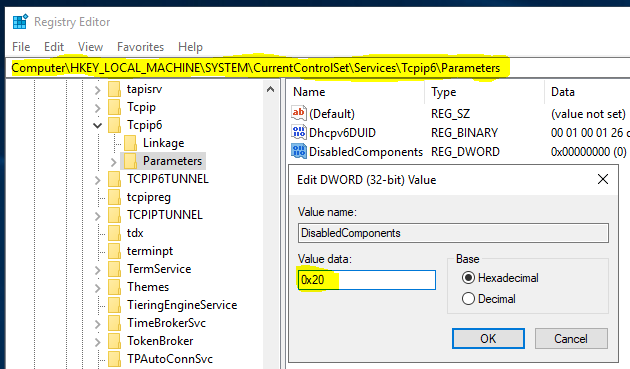 Registry Editor
File Edit View Favorites Help
Computer\HKEY_LOCAL_MACHINE\SYSTEM\CurrentControlSet\Services\Tcpip6\Parameters
tapisrv
Tcpip
Tcpip6
Linkage
Parameters
TCPIP6TUNNEL
tcpipreg
TCPIPTUNNEL
tdx
terminpt
TermService
Themes
TieringEngineService
TimeBrokerSvc
TokenBroker
TPAutoConnSvc
Name Type Data
(Default) REG_SZ (value not set)
Dhcpv6DUID REG_BINARY 00 01 00 01 26 c
DisabledComponents REG_DWORD 0x00000000 (0)
Edit DWORD (32-bit) Value
Value name:
DisabledComponents
Value data:
0x20
Base
Hexadecimal
Decimal
OK Cancel